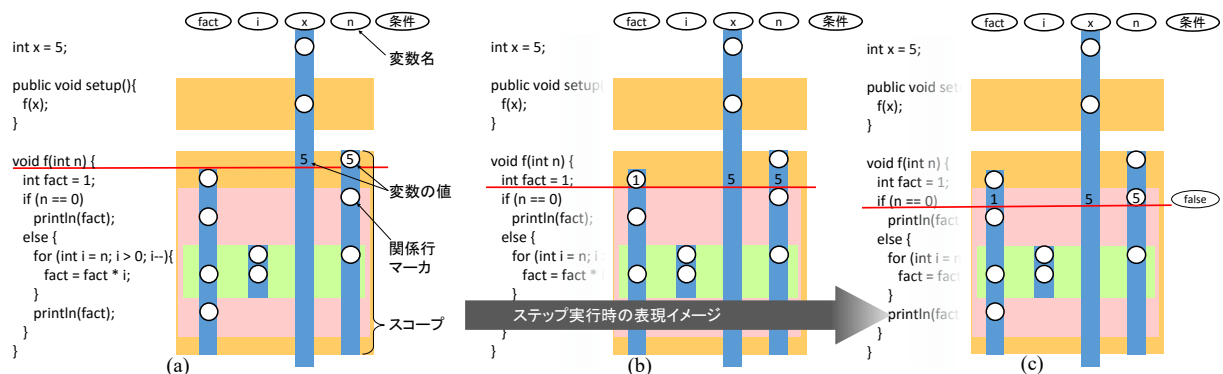 fact i x n 条件
int x = 5;
変数名
public void setup(){
f(x);
}
void f(int n) {
5 5
int fact = 1;
変数の値
if (n == 0)
println(fact);
else {
関係行
マーカ
for (int i = n; i > 0; i--){
fact = fact * i;
}
println(fact);
スコープ
}
}
(a)
fact i x n 条件
int x = 5;
public void setup(
f(x);
}
void f(int n) {
int fact = 1;
1 5 5
if (n == 0)
println(fact);
else {
for (int i = n; i >
fact = fact * i
}
println(fact);
}
}
(b)
ステップ実行時の表現イメージ
fact i x n 条件
int x = 5;
public void set
f(x);
}
void f(int n) {
int fact = 1;
if (n == 0)
1 5 5 false
println(fact
else {
for (int i = n
fact = fact
}
println(fact
}
}
(c)